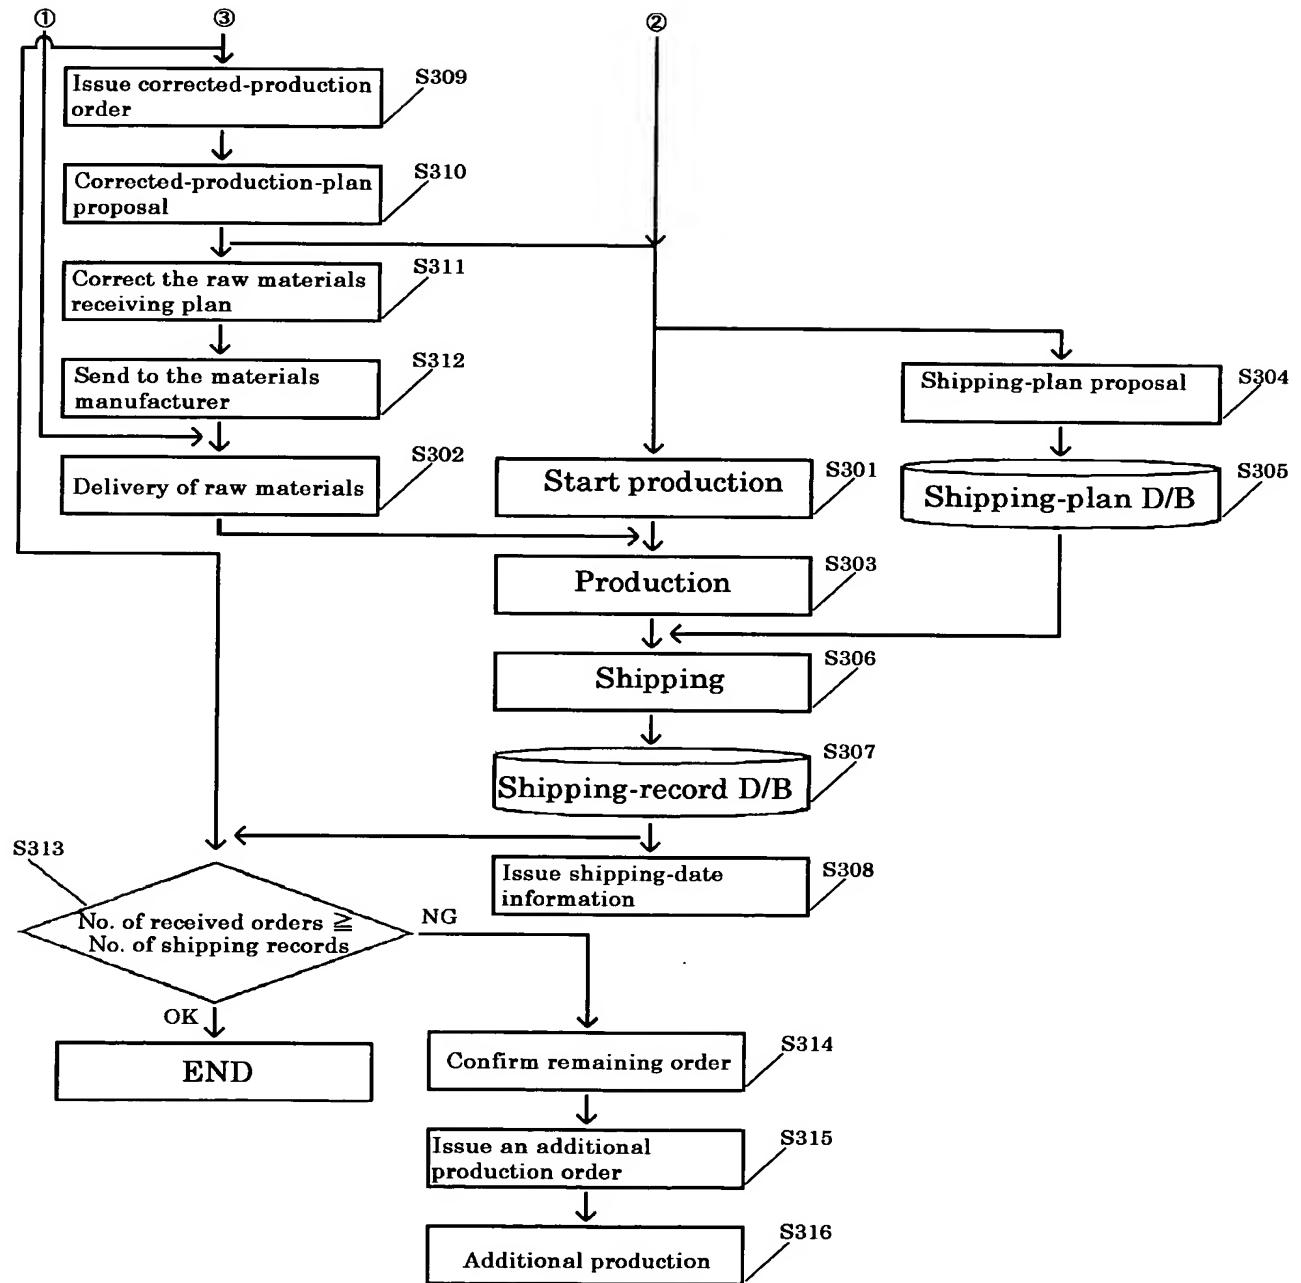 ① ③ ②
Issue corrected-production
order
S309
Corrected-production-plan
proposal
S310
Correct the raw materials
receiving plan
S311
Send to the materials
manufacturer
S312
Shipping-plan proposal
S304
Delivery of raw materials
S302
Start production
S301
Shipping-plan D/B
S305
Production
S303
Shipping
S306
Shipping-record D/B
S307
S313
No. of received orders ≧
No. of shipping records
NG
Issue shipping-date
information
S308
OK
END
Confirm remaining order
S314
Issue an additional
production order
S315
Additional production
S316